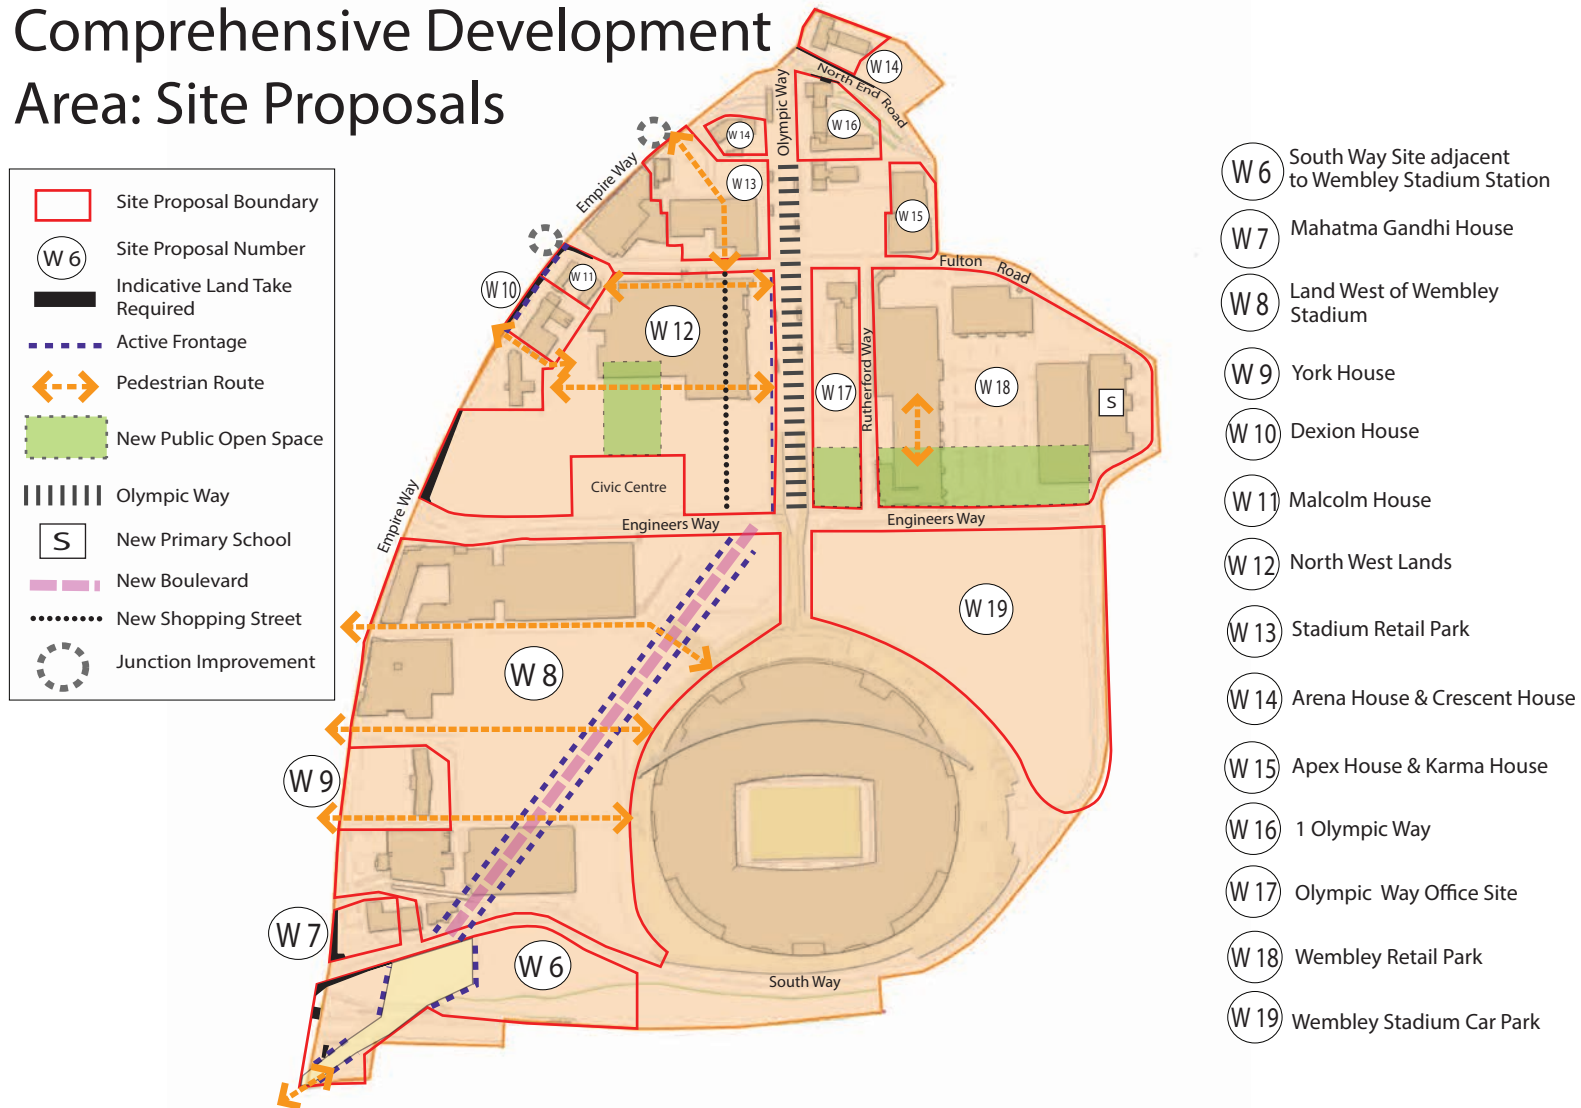 Comprehensive Development
Area: Site Proposals
Site Proposal Boundary
W 6
Site Proposal Number
Indicative Land Take
Required
Active Frontage
Pedestrian Route
New Public Open Space
Olympic Way
S
New Primary School
New Boulevard
New Shopping Street
Junction Improvement
W 14
North End Road
Olympic Way
W 16
W 14
Empire Way
W 13
W 15
Fulton Road
W 11
W 10
W 12
W 17
Rutherford Way
W 18
S
Civic Centre
Empire Way
Engineers Way
Engineers Way
W 19
W 8
W 9
W 7
W 6
South Way
W 6
South Way Site adjacent
to Wembley Stadium Station
W 7
Mahatma Gandhi House
W 8
Land West of Wembley
Stadium
W 9
York House
W 10
Dexion House
W 11
Malcolm House
W 12
North West Lands
W 13
Stadium Retail Park
W 14
Arena House & Crescent House
W 15
Apex House & Karma House
W 16
1 Olympic Way
W 17
Olympic Way Office Site
W 18
Wembley Retail Park
W 19
Wembley Stadium Car Park